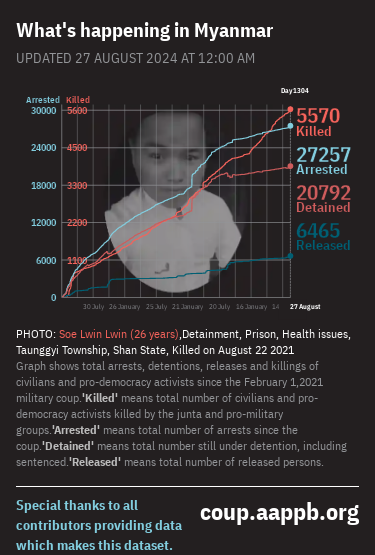 What's happening in Myanmar
UPDATED 27 AUGUST 2024 AT 12:00 AM
Day1304
Arrested Killed
30000 5600
24000 4500
18000 3300
12000 2200
6000 1100
0
5570
Killed
27257
Arrested
20792
Detained
6465
Released
30 July 26 January 25 July 21 January 20 July 16 January 14 27 August
PHOTO: Soe Lwin Lwin (26 years),Detainment, Prison, Health issues,
Taunggyi Township, Shan State, Killed on August 22 2021
Graph shows total arrests, detentions, releases and killings of
civilians and pro-democracy activists since the February 1,2021
military coup.'Killed' means total number of civilians and pro-
democracy activists killed by the junta and pro-military
groups.'Arrested' means total number of arrests since the
coup.'Detained' means total number still under detention, including
sentenced.'Released' means total number of released persons.
Special thanks to all
contributors providing data
which makes this dataset.
coup.aappb.org